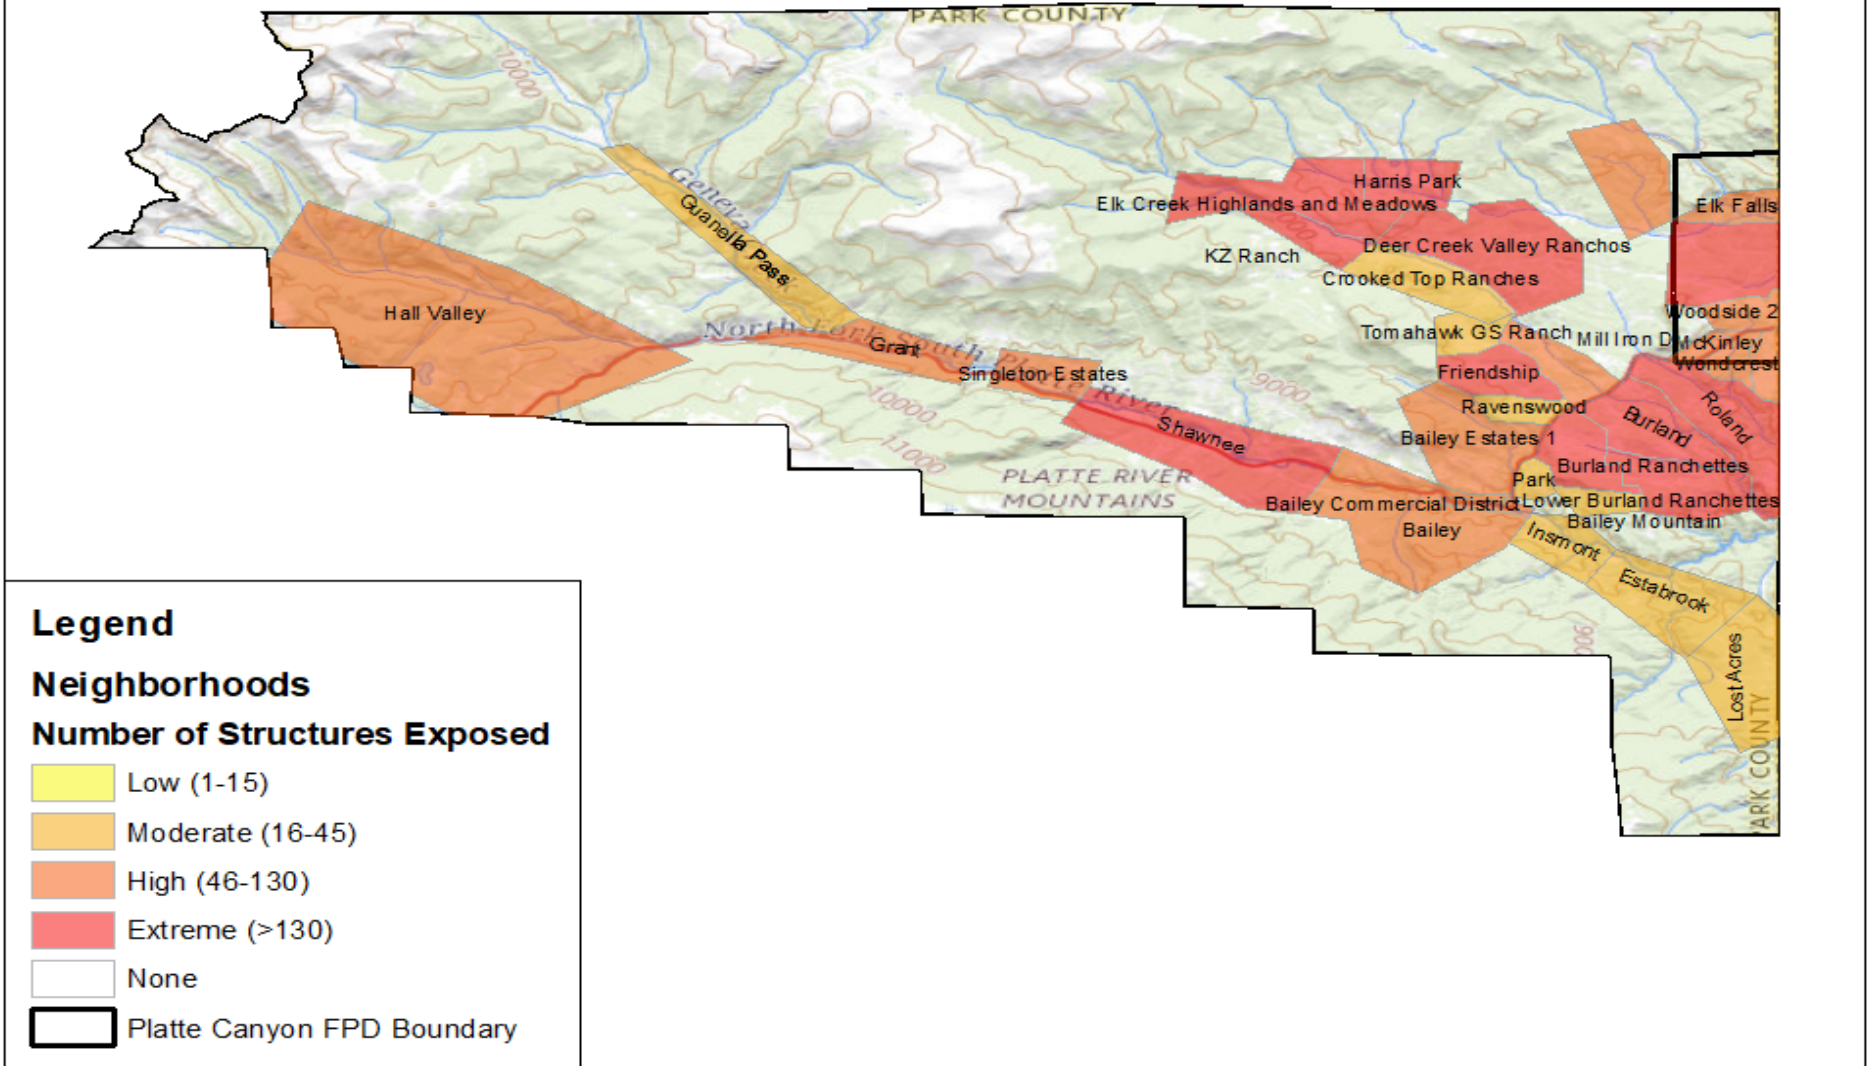 PARK COUNTY
10000
Geneva
Guanella Pass
Park
Harris Park
Elk Creek Highlands and Meadows
Elk Falls
Deer Creek Valley Ranchos
KZ Ranch
Crooked Top Ranches
Hall Valley
Woodside 2
North Fork South Platte River
Tomahawk GS Ranch
Mill Iron D
McKinley
Grant
Woodcrest
Singleton Estates
Friendship
9000
10000
Ravenswood
Roland
Burland
Shawnee
Bailey Estates 1
11000
Burland Ranchettes
PLATTE RIVER
MOUNTAINS
Park
Bailey Commercial District
Lower Burland Ranchettes
Bailey Mountain
Bailey
Insmont
Estabrook
Lost Acres
PARK COUNTY
Legend
Neighborhoods
Number of Structures Exposed
Low (1-15)
Moderate (16-45)
High (46-130)
Extreme (>130)
None
Platte Canyon FPD Boundary